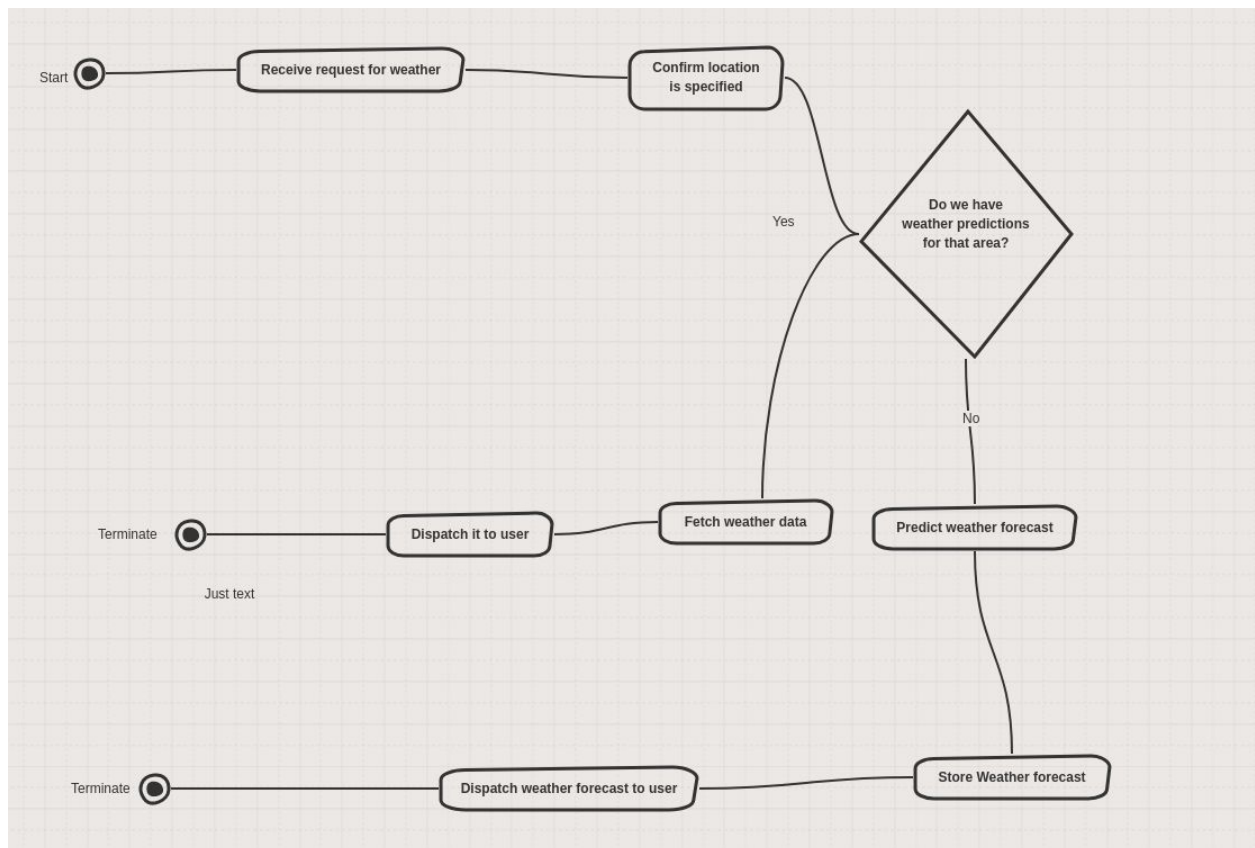 Start
Receive request for weather
Confirm location
is specified
Do we have
weather predictions
for that area?
Yes
No
Terminate
Dispatch it to user
Fetch weather data
Predict weather forecast
Just text
Terminate
Dispatch weather forecast to user
Store Weather forecast